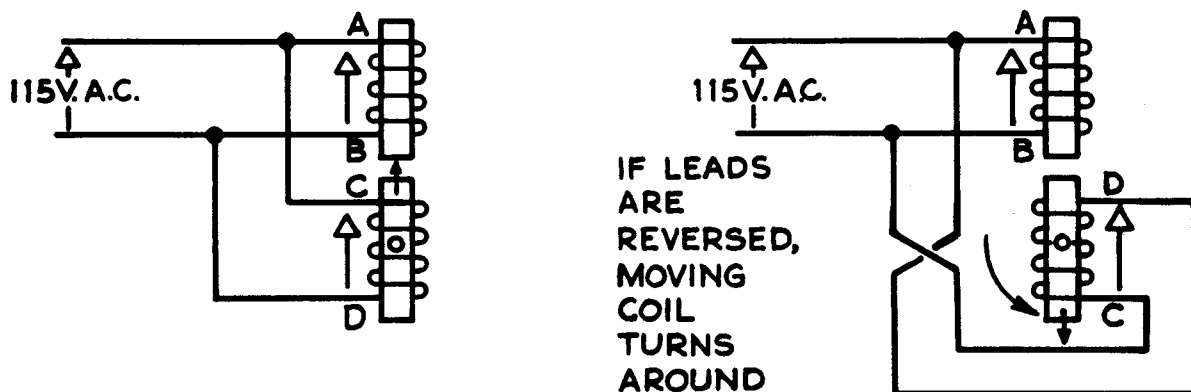 A
115V. A.C.
B
C
D
A
115V. A.C.
B
IF LEADS
ARE
REVERSED,
MOVING
COIL
TURNS
AROUND
D
C